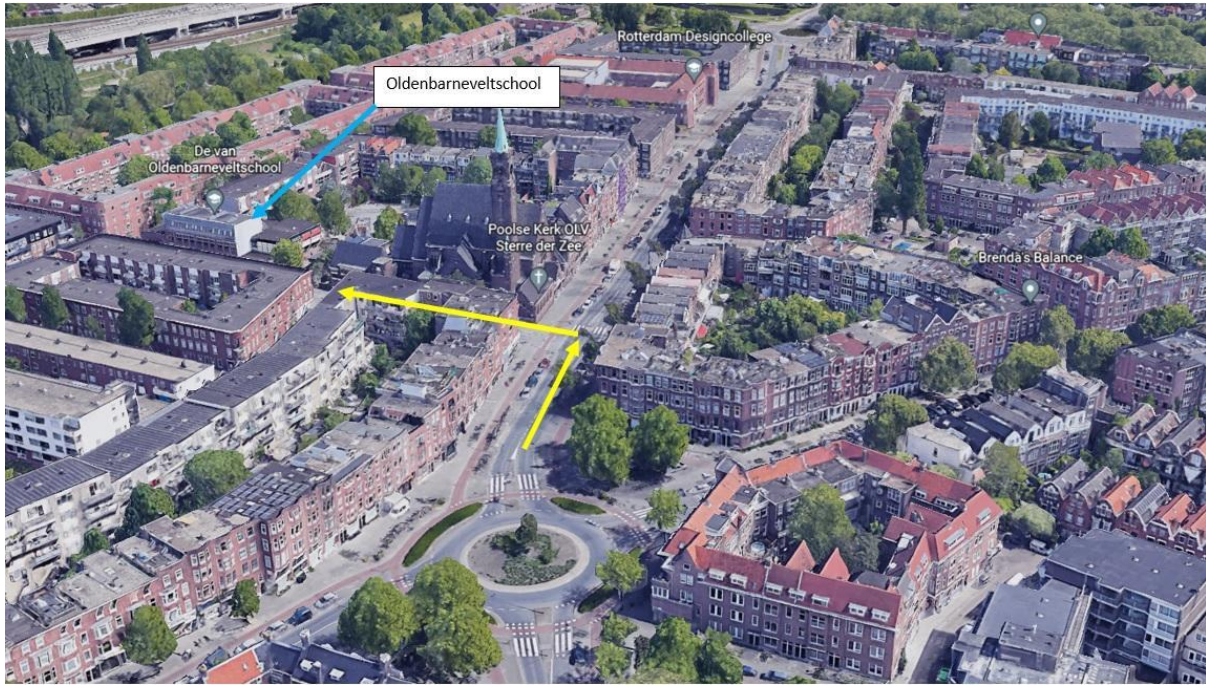 Rotterdam Designcollege
Oldenbarneveltschool
De van
Oldenbarneveltschool
Poolse Kerk OLV
Sterre der Zee
Brenda's Balance